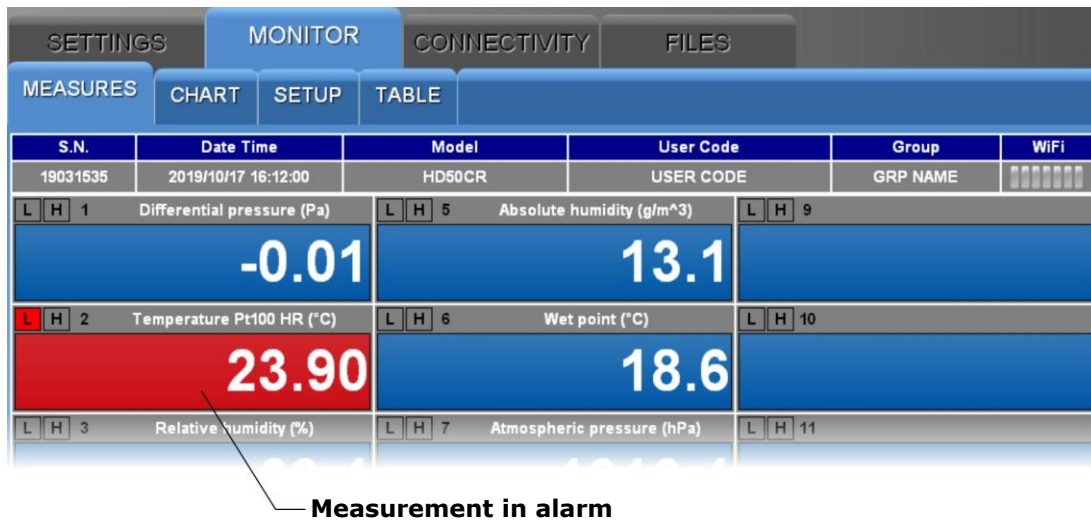 SETTINGS MONITOR CONNECTIVITY FILES
MEASURES CHART SETUP TABLE
S.N. Date Time Model User Code Group WiFi
19031535 2019/10/17 16:12:00 HD50CR USER CODE GRP NAME
L H 1 Differential pressure (Pa) L H 5 Absolute humidity (g/m^3) L H 9
-0.01 13.1
L H 2 Temperature Pt100 HR (°C) L H 6 Wet point (°C) L H 10
23.90 18.6
L H 3 Relative humidity (%) L H 7 Atmospheric pressure (hPa) L H 11
Measurement in alarm